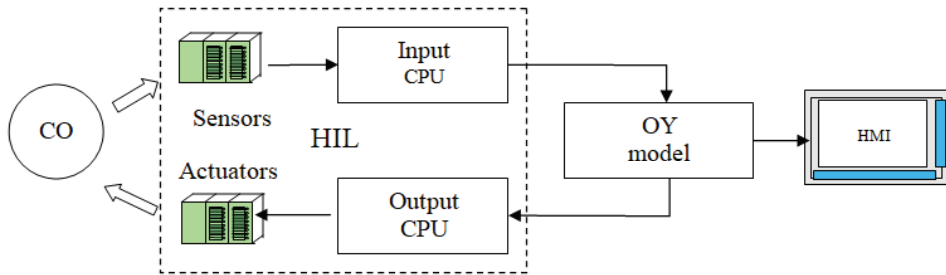 Input
CPU
CO
Sensors
HIL
OY
model
HMI
Actuators
Output
CPU